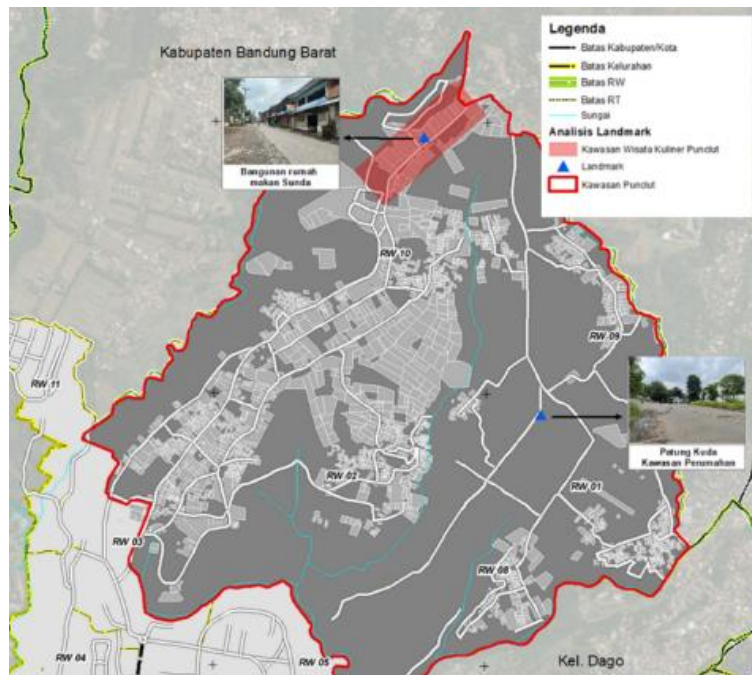 Kabupaten Bandung Barat
Bangunan rumah
makan Sunda
Legenda
Batas Kabupaten/Kota
Batas Kelurahan
Batas RW
Batas RT
Sungai
Analisis Landmark
Kawasan Wisata Kuliner Punclut
Landmark
Kawasan Punclut
RW 10
RW 09
RW 11
Patung Kuda
Kawasan Perumahan
RW 02
RW 01
RW 03
RW 08
RW 04
RW 05
Kel. Dago